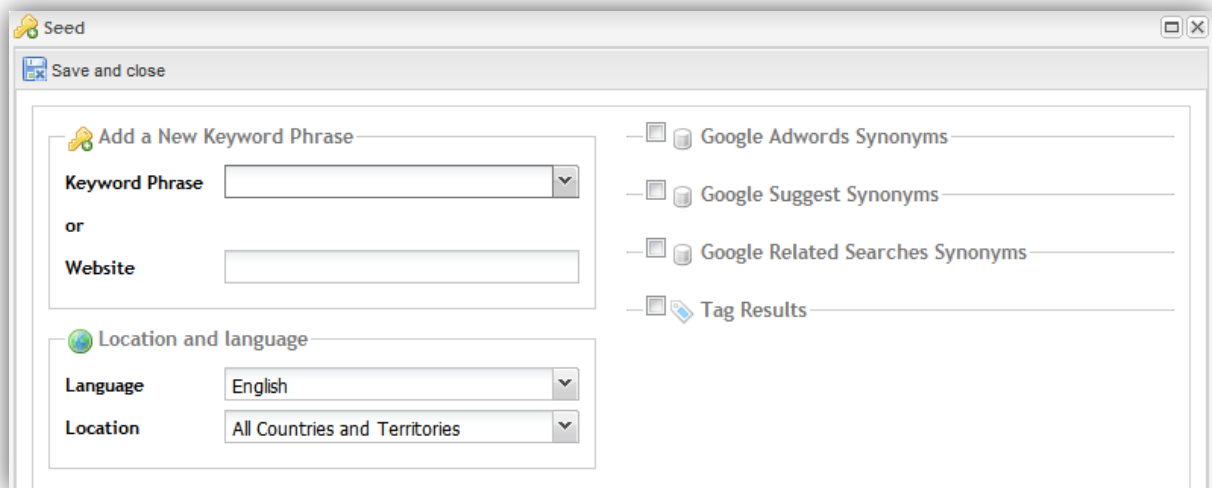 Seed
Save and close
Add a New Keyword Phrase
Keyword Phrase
or
Website
Location and language
Language English
Location All Countries and Territories
Google Adwords Synonyms
Google Suggest Synonyms
Google Related Searches Synonyms
Tag Results